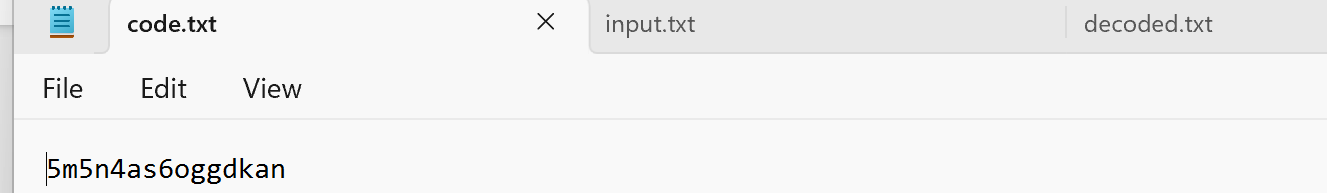 code.txt input.txt decoded.txt
File Edit View
5m5n4as6oggdkan